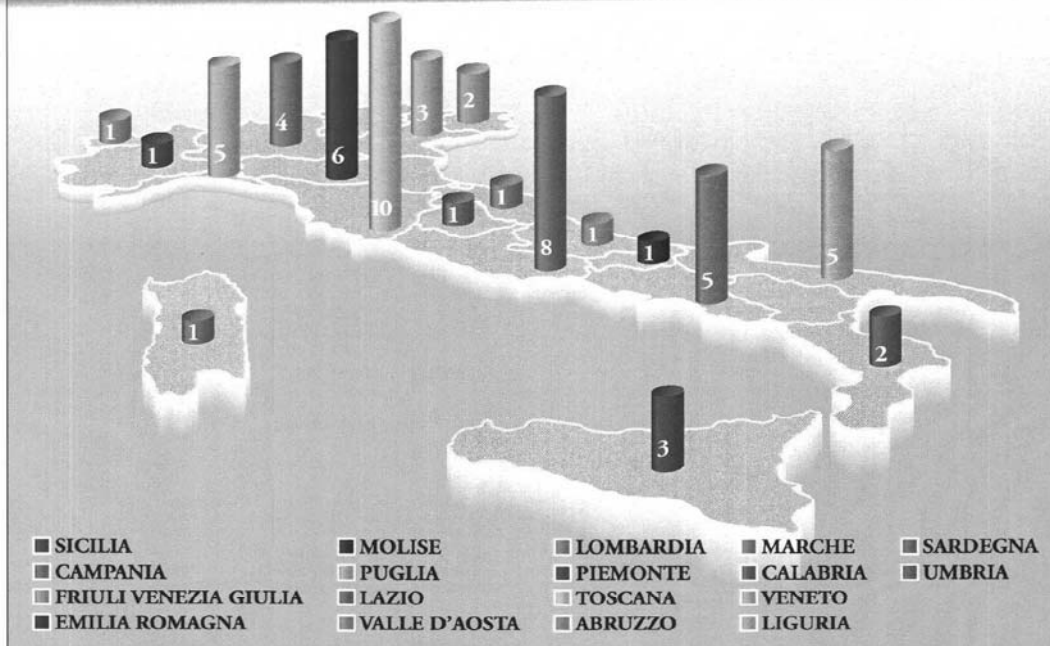 1
1
5
4
6
10
3
2
1
1
8
1
1
5
5
2
1
3
SICILIA
CAMPANIA
FRIULI VENEZIA GIULIA
EMILIA ROMAGNA
MOLISE
PUGLIA
LAZIO
VALLE D'AOSTA
LOMBARDIA
PIEMONTE
TOSCANA
ABRUZZO
MARCHE
CALABRIA
VENETO
LIGURIA
SARDEGNA
UMBRIA